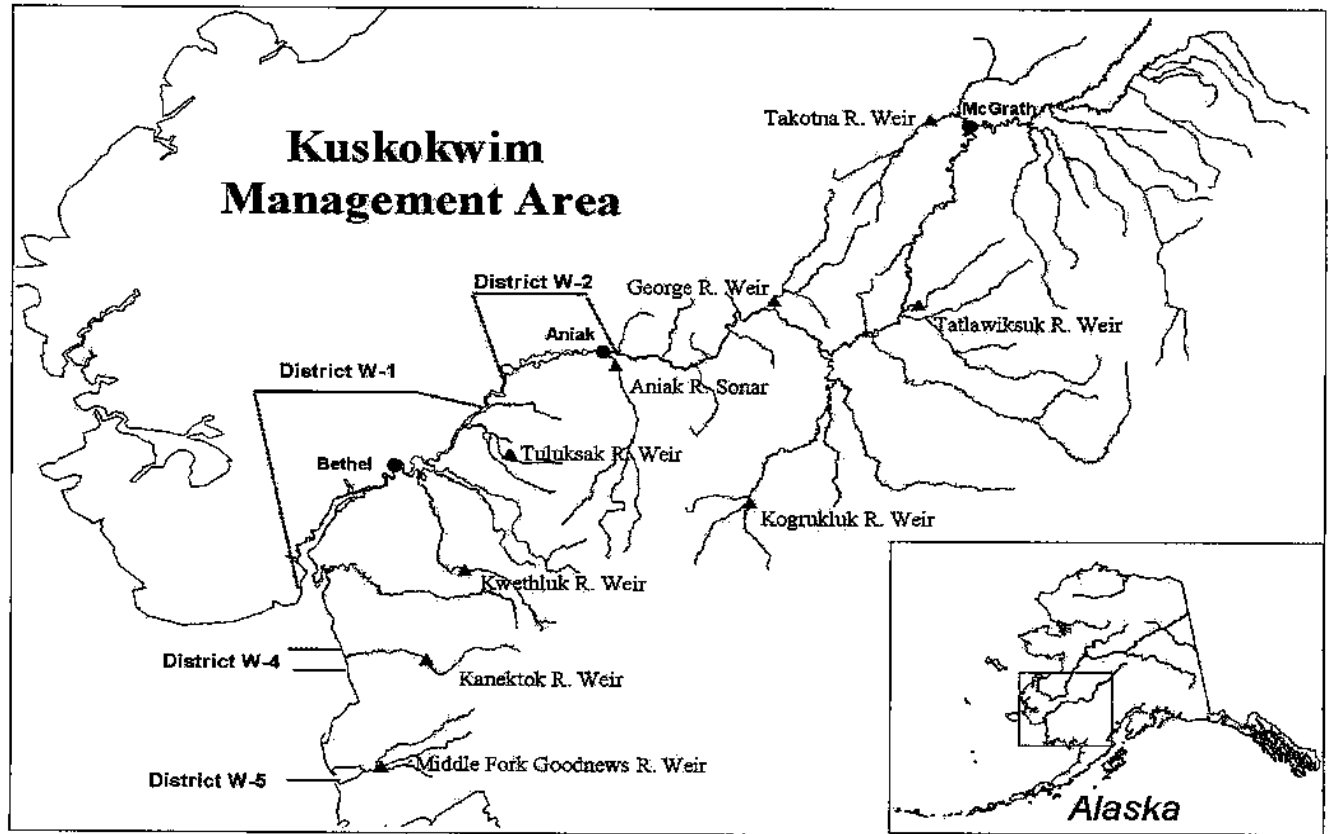 Kuskokwim
Management Area
McGrath
Takotna R. Weir
District W-2
George R. Weir
Tatlawiksuk R. Weir
Aniak
District W-1
Aniak R. Sonar
Tuluksak R. Weir
Bethel
Kogrukluk R. Weir
Kwethluk R. Weir
District W-4
Kanektok R. Weir
Middle Fork Goodnews R. Weir
District W-5
Alaska